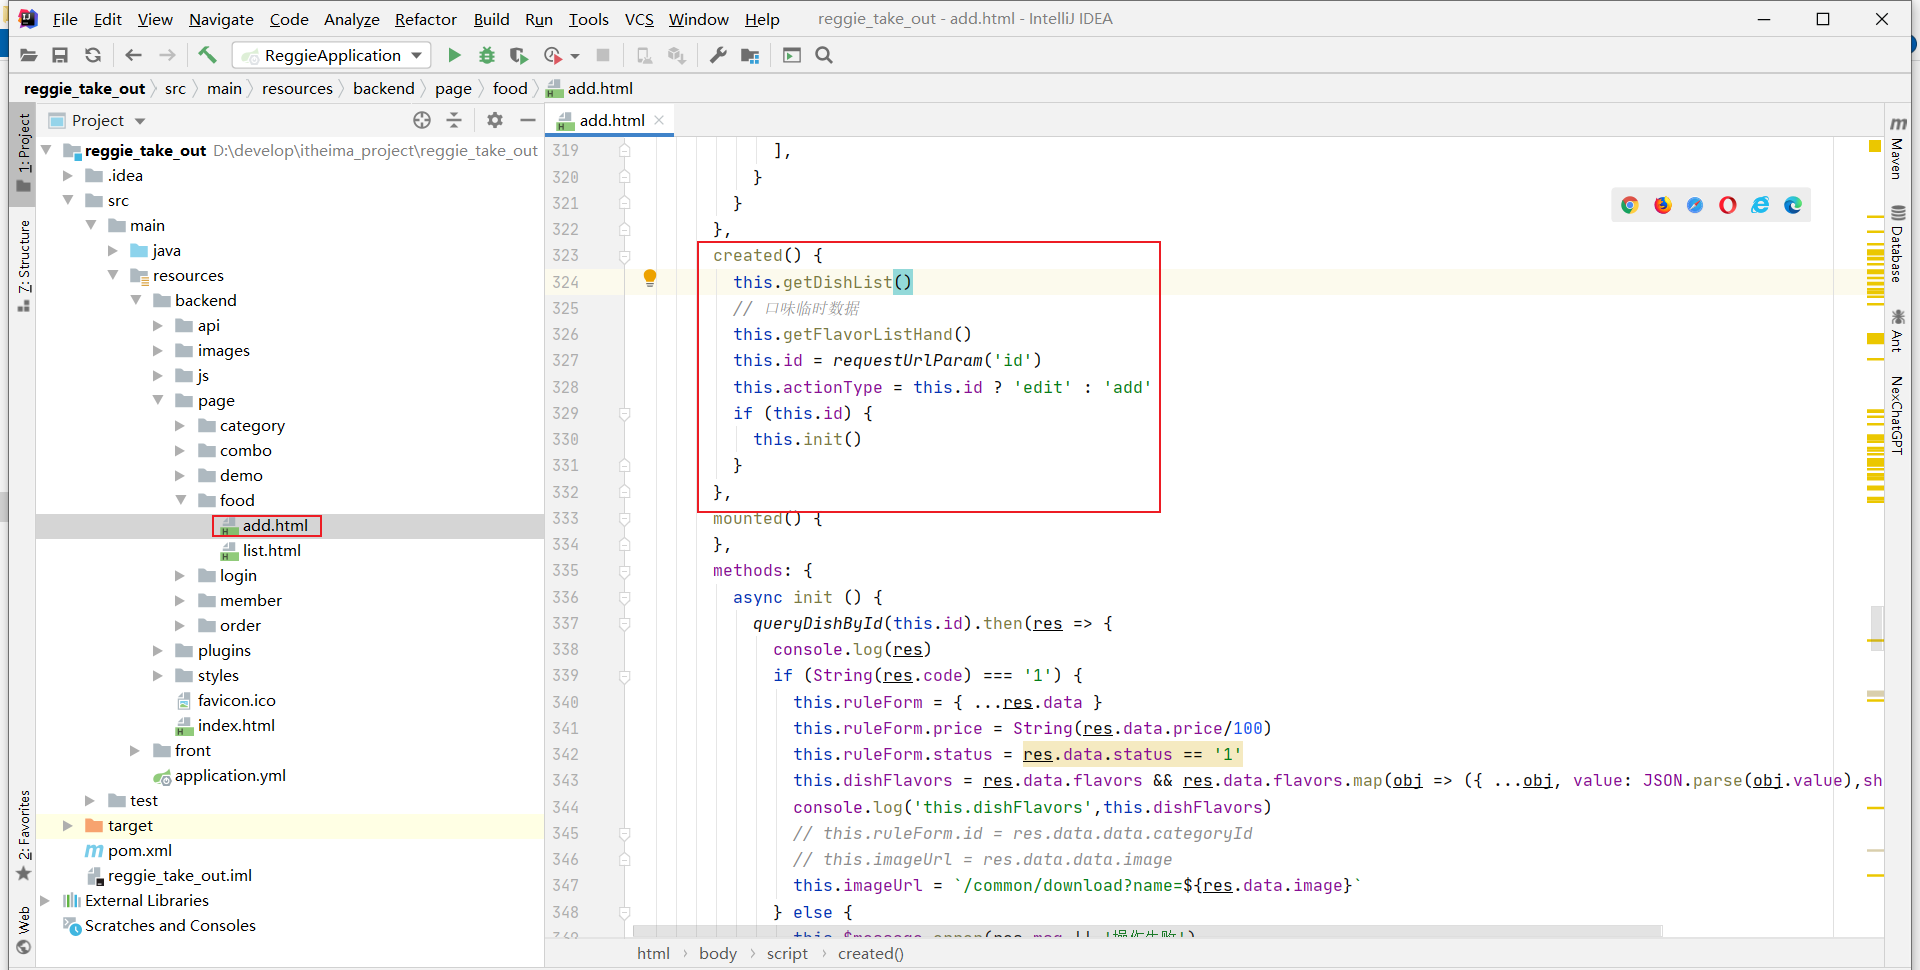 File Edit View Navigate Code Analyze Refactor Build Run Tools VCS Window Help reggie_take_out - add.html - IntelliJ IDEA
ReggieApplication
reggie_take_out src main resources backend page food add.html
Project
add.html
1: Project
7: Structure
2: Favorites
Web
reggie_take_out D:\develop\itheima_project\reggie_take_out
.idea
src
main
java
resources
backend
api
images
js
page
category
combo
demo
food
add.html
list.html
login
member
order
plugins
styles
favicon.ico
index.html
front
application.yml
test
target
pom.xml
reggie_take_out.iml
External Libraries
Scratches and Consoles
319 ],
320 }
321 }
322 },
323 created() {
324 this.getDishList()
325 // 口味临时数据
326 this.getFlavorListHand()
327 this.id = requestUrlParam('id')
328 this.actionType = this.id ? 'edit' : 'add'
329 if (this.id) {
330 this.init()
331 }
332 },
333 mounted() {
334 },
335 methods: {
336 async init () {
337 queryDishById(this.id).then(res => {
338 console.log(res)
339 if (String(res.code) === '1') {
340 this.ruleForm = { ...res.data }
341 this.ruleForm.price = String(res.data.price/100)
342 this.ruleForm.status = res.data.status == '1'
343 this.dishFlavors = res.data.flavors && res.data.flavors.map(obj => ({ ...obj, value: JSON.parse(obj.value),sh
344 console.log('this.dishFlavors',this.dishFlavors)
345 // this.ruleForm.id = res.data.data.categoryId
346 // this.imageUrl = res.data.data.image
347 this.imageUrl = `/common/download?name=${res.data.image}`
348 } else {
349 this.$message.error(res.msg || '操作失败')
html body script created()
m Maven
Database
Ant
NexChatGPT